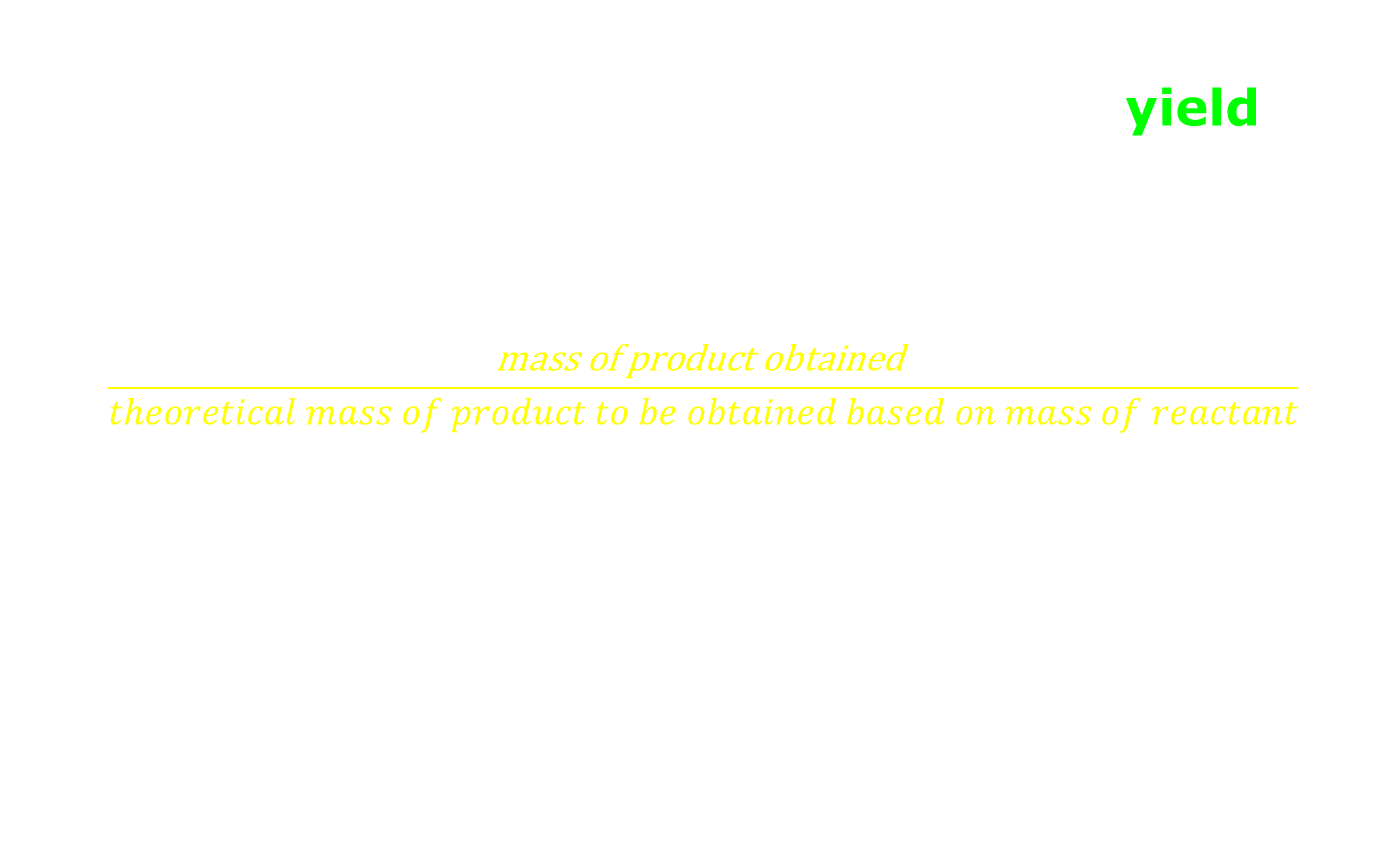 yield
mass of product obtained
theoretical mass of product to be obtained based on mass of reactant